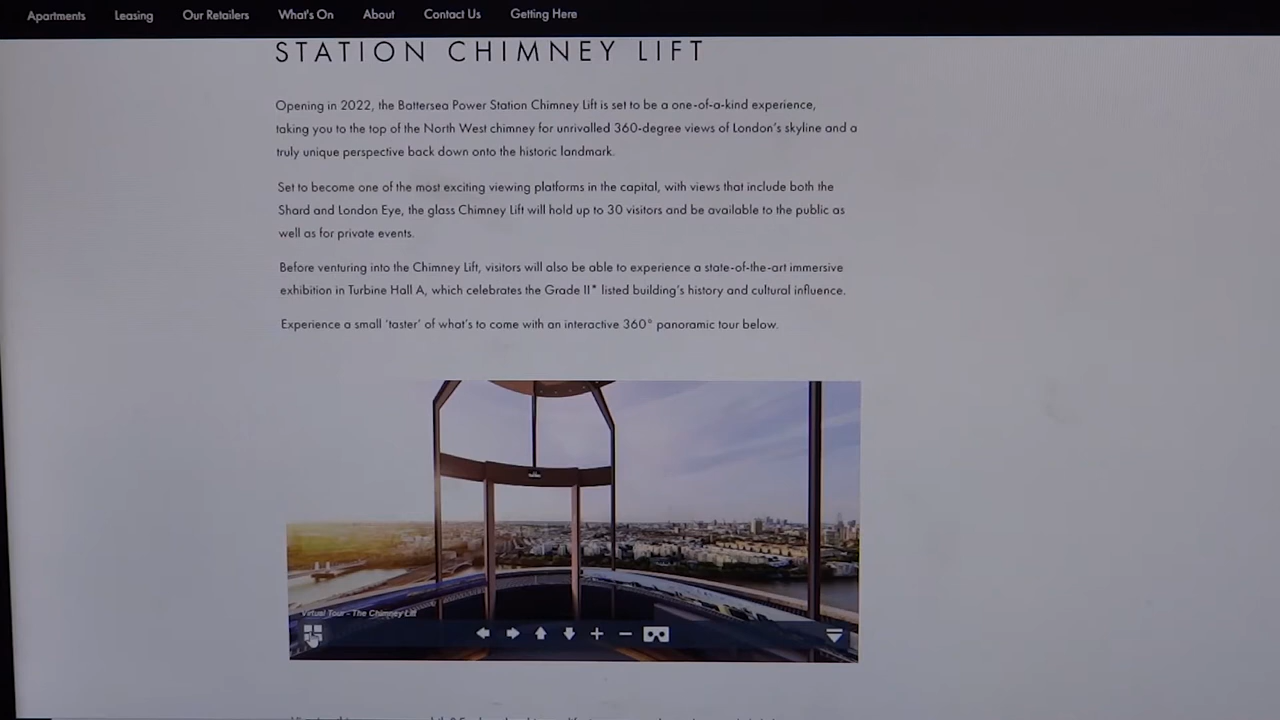 Apartments Leasing Our Retailers What's On About Contact Us Getting Here
STATION CHIMNEY LIFT
Opening in 2022, the Battersea Power Station Chimney Lift is set to be a one-of-a-kind experience,
taking you to the top of the North West chimney for unrivalled 360-degree views of London's skyline and a
truly unique perspective back down onto the historic landmark.
Set to become one of the most exciting viewing platforms in the capital, with views that include both the
Shard and London Eye, the glass Chimney Lift will hold up to 30 visitors and be available to the public as
well as for private events.
Before venturing into the Chimney Lift, visitors will also be able to experience a state-of-the-art immersive
exhibition in Turbine Hall A, which celebrates the Grade II* listed building's history and cultural influence.
Experience a small 'taster' of what's to come with an interactive 360° panoramic tour below.
Virtual Tour - The Chimney Lift